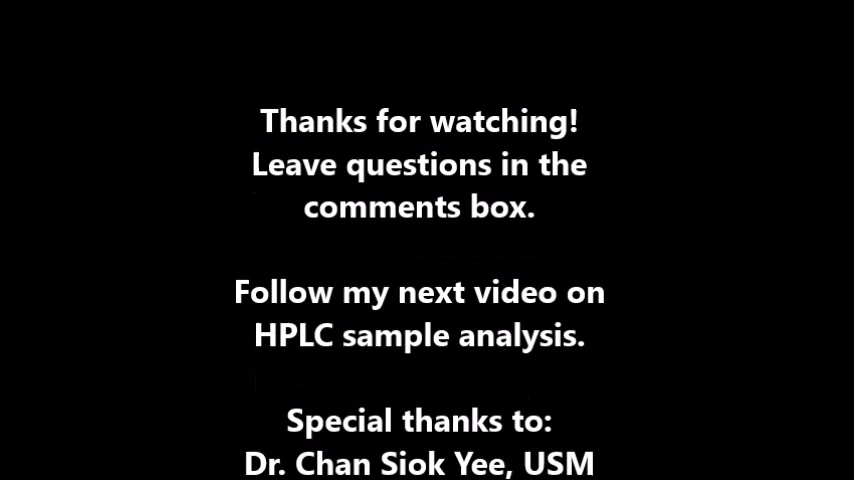 Thanks for watching!
Leave questions in the
comments box.
Follow my next video on
HPLC sample analysis.
Special thanks to:
Dr. Chan Siok Yee, USM